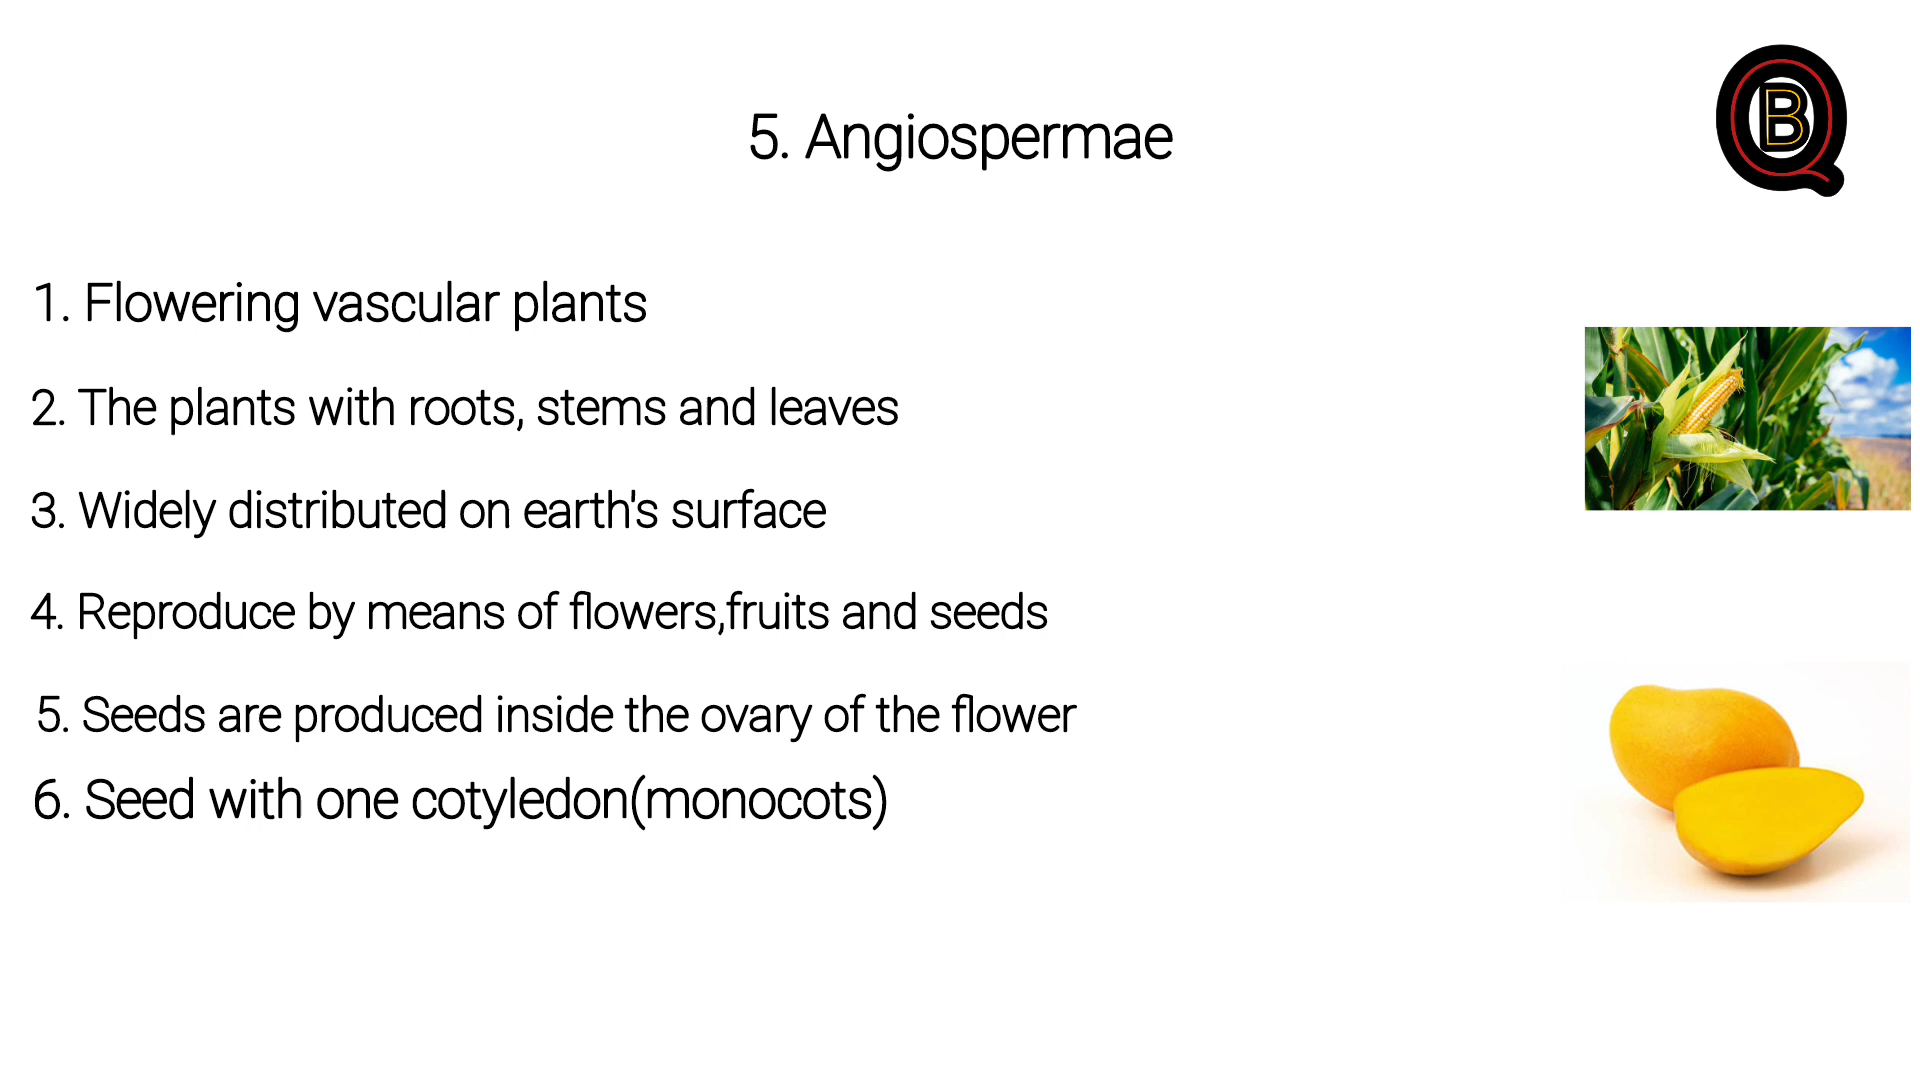 5. Angiospermae
QB
1. Flowering vascular plants
2. The plants with roots, stems and leaves
3. Widely distributed on earth's surface
4. Reproduce by means of flowers,fruits and seeds
5. Seeds are produced inside the ovary of the flower
6. Seed with one cotyledon(monocots)